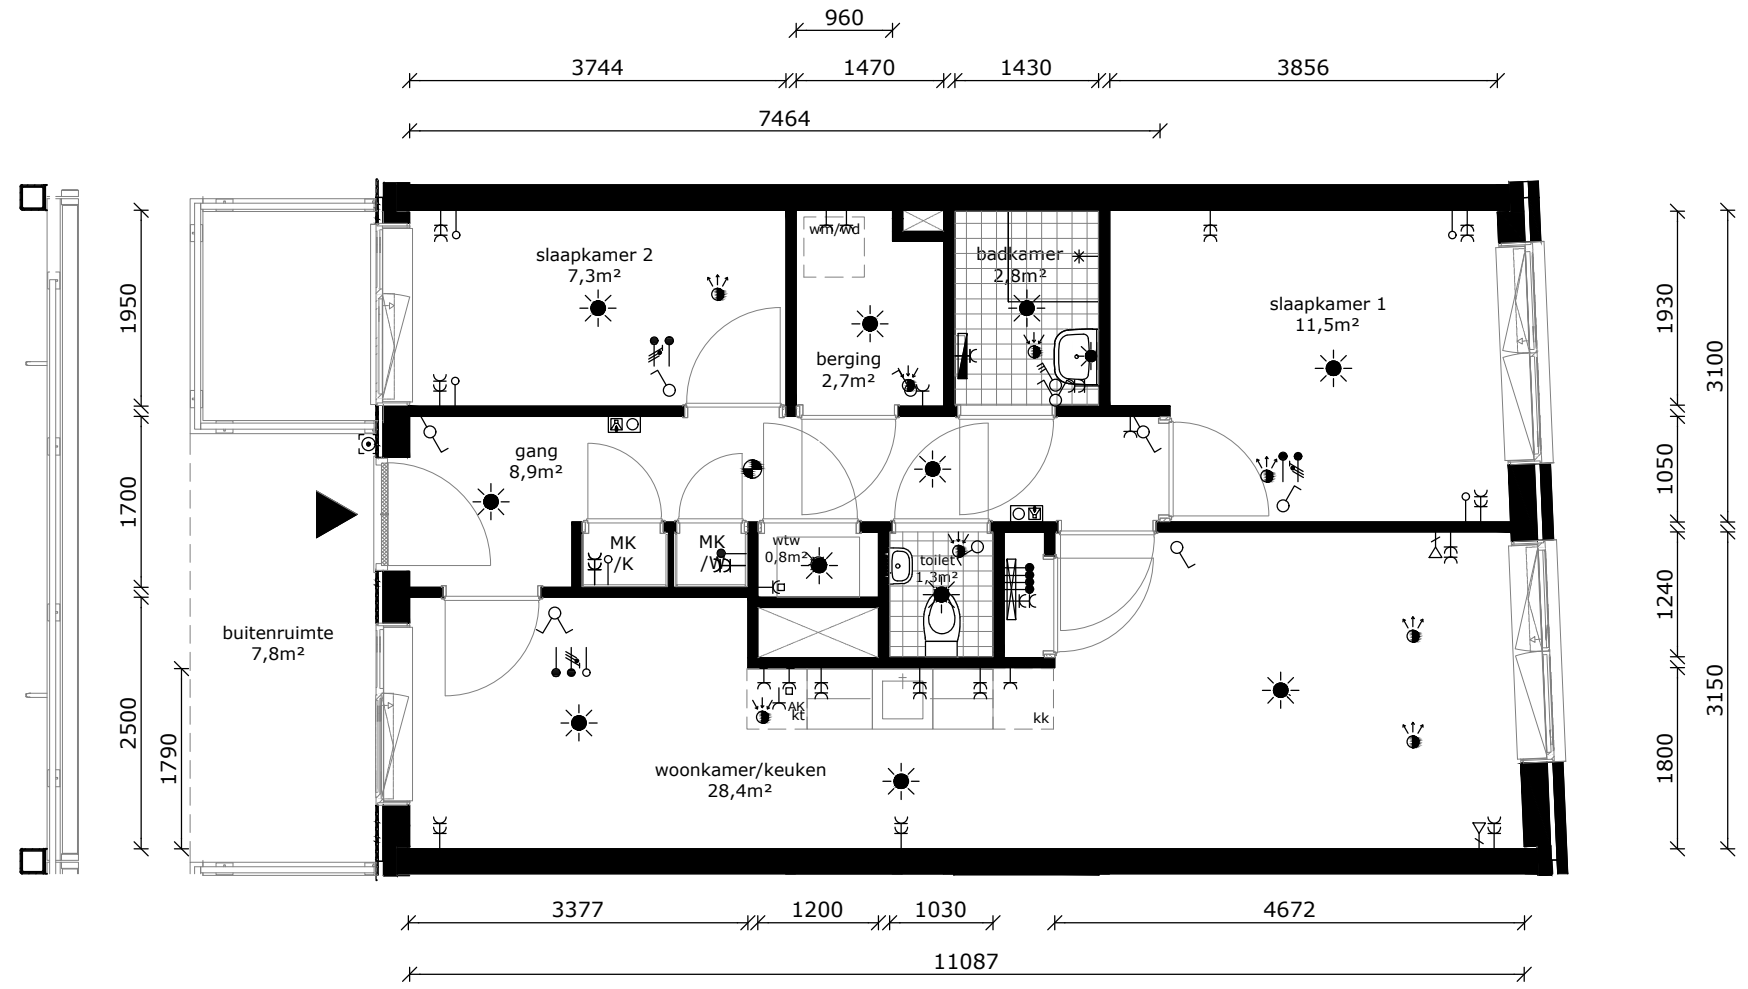 960
3744
1470
1430
3856
7464
wm/wd
slaapkamer 2
7,3m²
badkamer
2,8m²
slaapkamer 1
11,5m²
berging
2,7m²
1950
1930
3100
gang
8,9m²
1700
1050
MK
/K
MK
/W
wtw
0,8m²
toilet
1,3m²
buitenruimte
7,8m²
1240
2500
1790
AK
kt
kk
3150
1800
woonkamer/keuken
28,4m²
3377
1200
1030
4672
11087